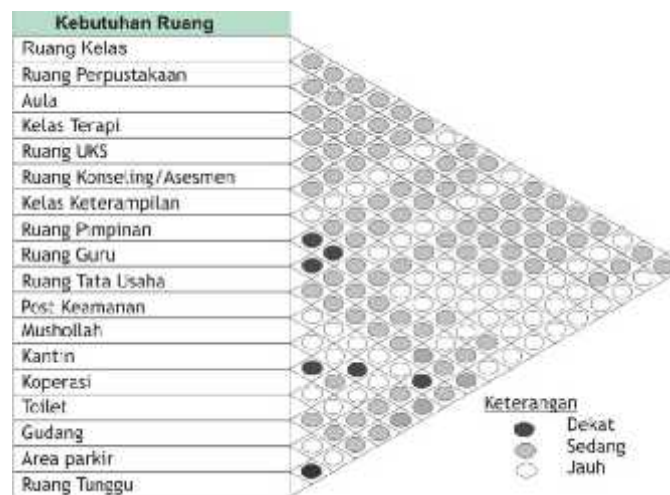 Kebutuhan Ruang
Ruang Kelas
Ruang Perpustakaan
Aula
Kelas Terapi
Ruang UKS
Ruang Konseling/Asesmen
Kelas Keterampilan
Ruang Pimpinan
Ruang Guru
Ruang Tata Usaha
Post Keamanan
Mushollah
Kantin
Koperasi
Toilet
Gudang
Area parkir
Ruang Tunggu
Keterangan
Dekat
Sedang
Jauh